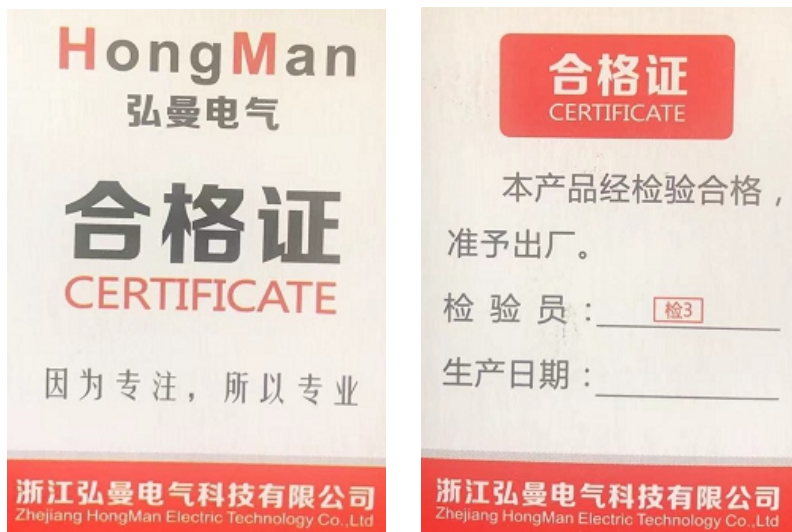 HongMan
弘曼电气
合格证
CERTIFICATE
因为专注，所以专业
浙江弘曼电气科技有限公司
Zhejiang HongMan Electric Technology Co.,Ltd
合格证
CERTIFICATE
本产品经检验合格，
准予出厂。
检验员：检3
生产日期：
浙江弘曼电气科技有限公司
Zhejiang HongMan Electric Technology Co.,Ltd